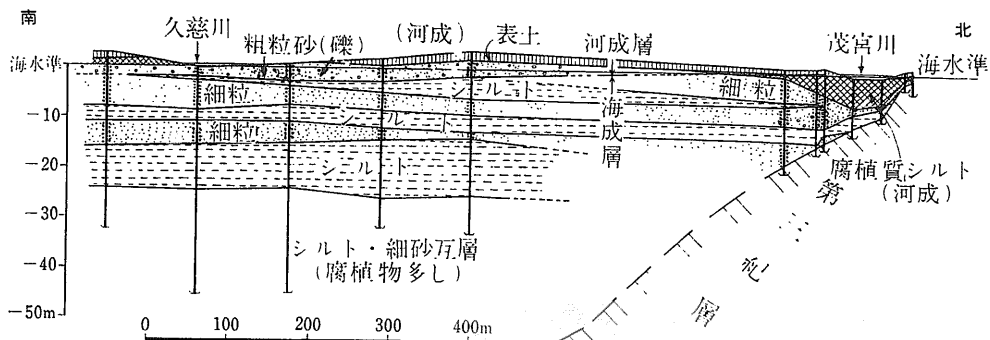 南
久慈川
粗粒砂(礫)
(河成)
表土
河成層
茂宮川
北
海水準
海水準
細粒
シルト
細粒
シルト
海成層
細粒
シルト
腐植質シルト
(河成)
第三紀層
シルト・細砂互層
(腐植物多し)
-10
-20
-30
-40
-50m
0 100 200 300 400m